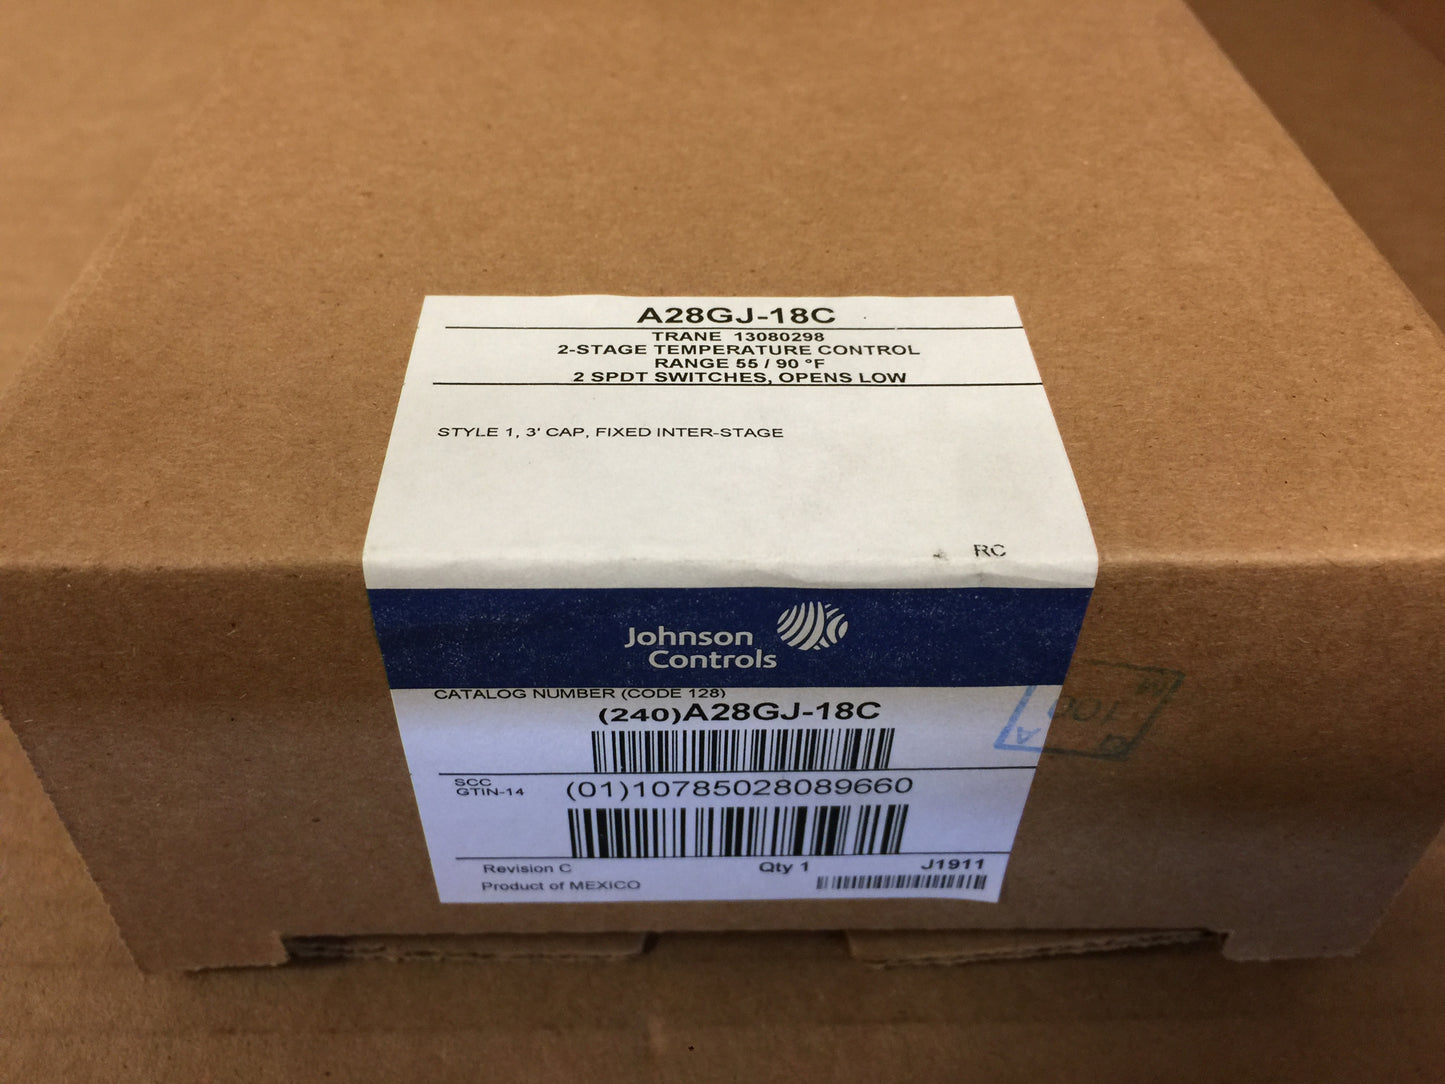 A28GJ-18C
TRANE 13080298
2-STAGE TEMPERATURE CONTROL
RANGE 55 / 90 °F
2 SPDT SWITCHES, OPENS LOW
STYLE 1, 3' CAP, FIXED INTER-STAGE
RC
Johnson
Controls
CATALOG NUMBER (CODE 128)
(240)A28GJ-18C
SCC
GTIN-14
(01)10785028089660
Revision C
Qty 1
J1911
Product of MEXICO
100
A